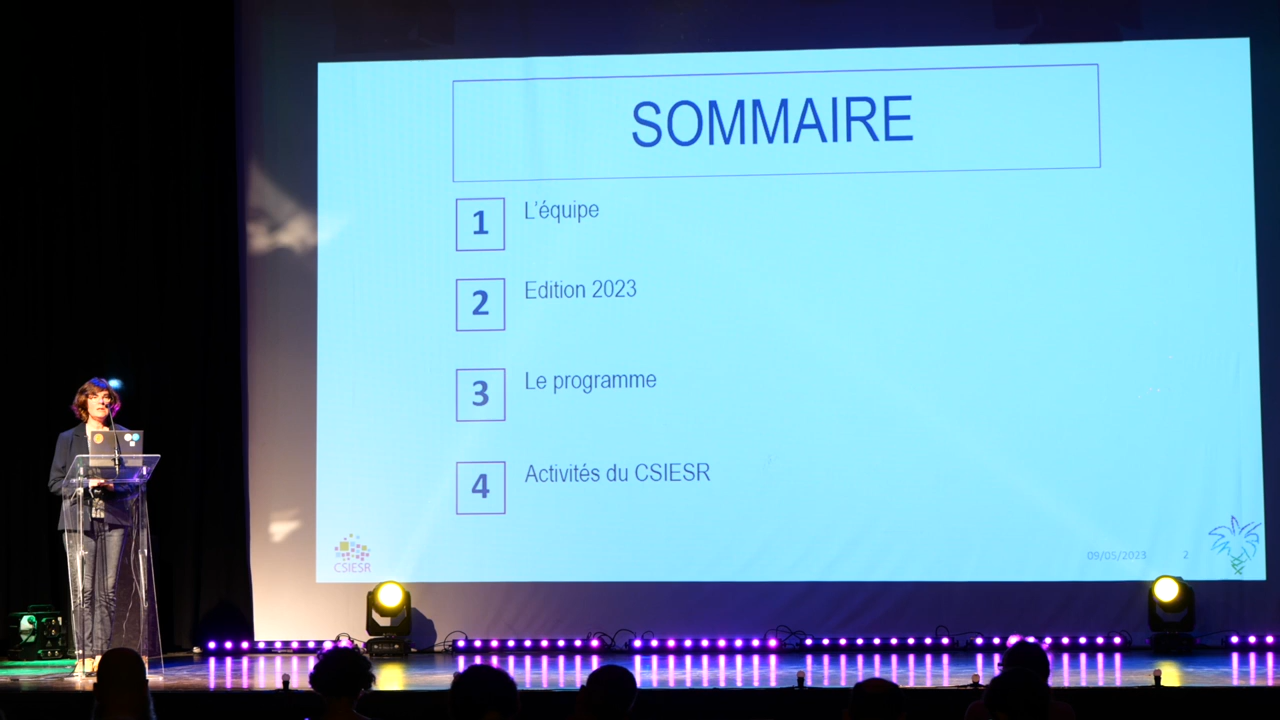 SOMMAIRE
1 L'équipe
2 Edition 2023
3 Le programme
4 Activités du CSIESR
CSIESR
09/05/2023 2